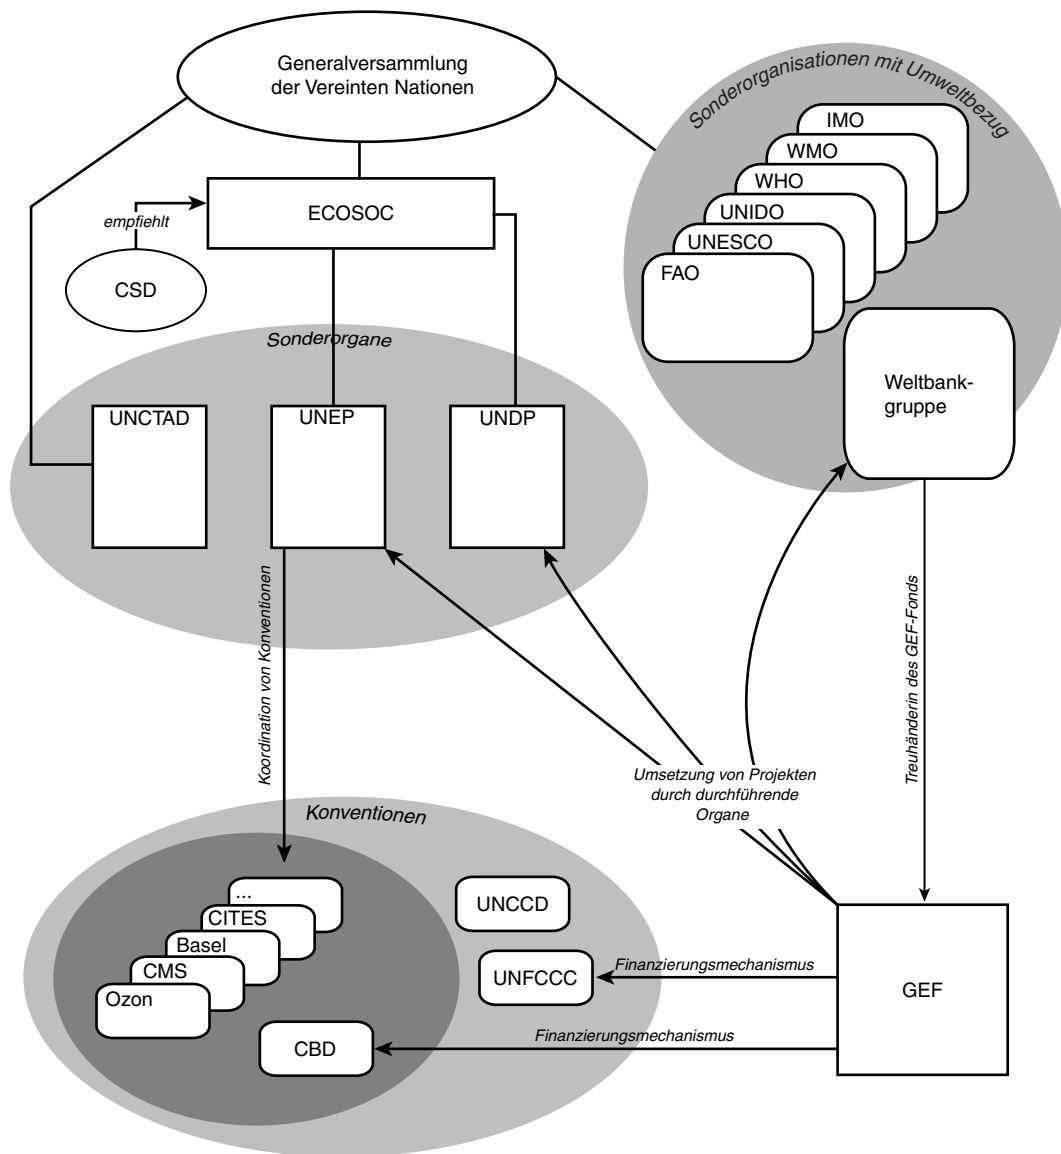 Generalversammlung
der Vereinten Nationen
Sonderorganisationen mit Umweltbezug
IMO
WMO
WHO
UNIDO
UNESCO
FAO
Weltbank-
gruppe
ECOSOC
empfiehlt
CSD
Sonderorgane
UNCTAD
UNEP
UNDP
Koordination von Konventionen
Treuhänderin des GEF-Fonds
Umsetzung von Projekten
durch durchführende
Organe
Konventionen
...
CITES
Basel
CMS
Ozon
UNCCD
UNFCCC
CBD
Finanzierungsmechanismus
Finanzierungsmechanismus
GEF